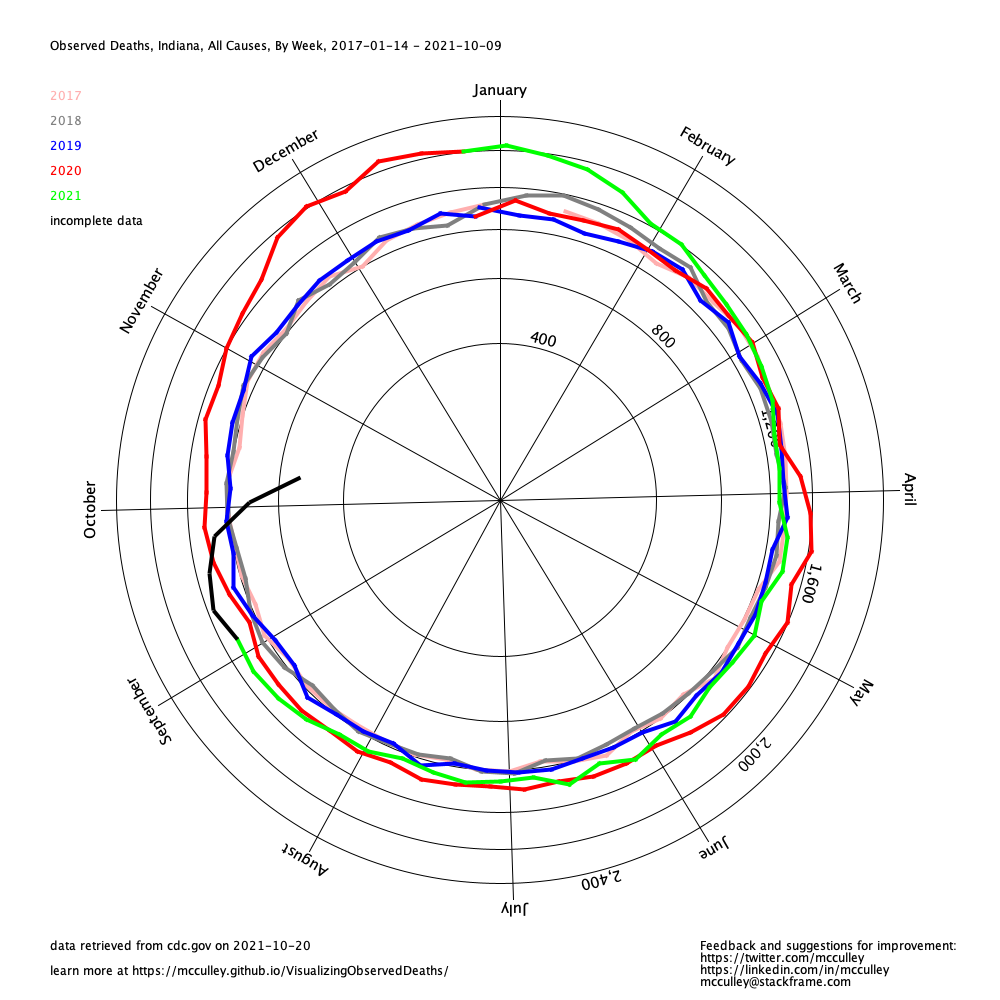 Observed Deaths, Indiana, All Causes, By Week, 2017-01-14 - 2021-10-09
2017
2018
2019
2020
2021
incomplete data
January
February
March
April
May
June
July
August
September
October
November
December
400
800
1,200
1,600
2,000
2,400
data retrieved from cdc.gov on 2021-10-20
learn more at https://mcculley.github.io/VisualizingObservedDeaths/
Feedback and suggestions for improvement:
https://twitter.com/mcculley
https://linkedin.com/in/mcculley
mcculley@stackframe.com